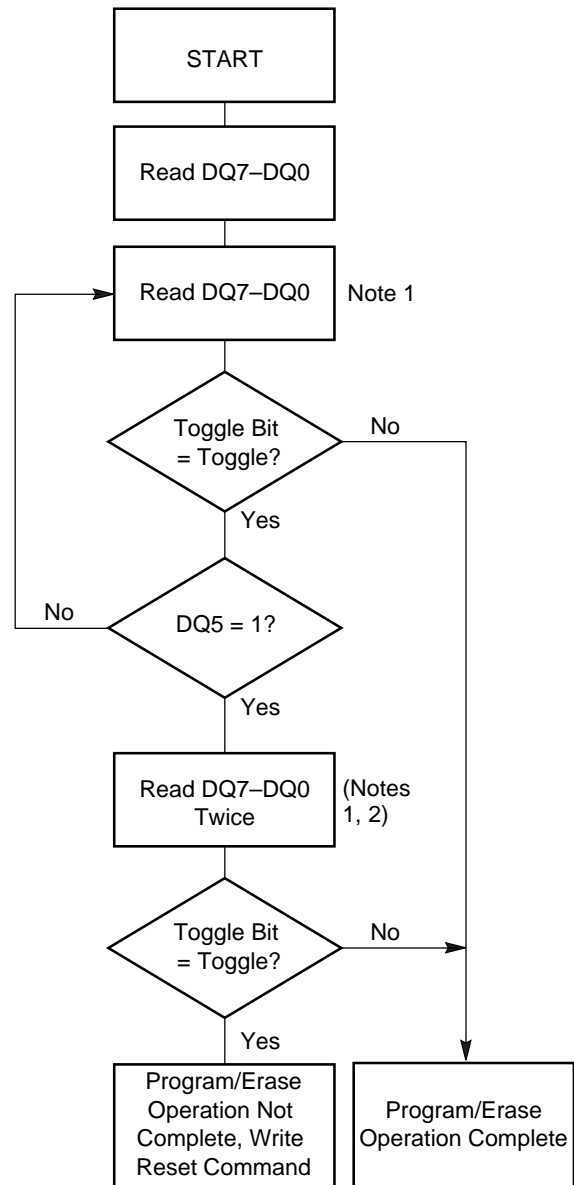 START
Read DQ7–DQ0
Read DQ7–DQ0
Note 1
Toggle Bit
= Toggle?
No
Yes
No
DQ5 = 1?
Yes
Read DQ7–DQ0
Twice
(Notes
1, 2)
Toggle Bit
= Toggle?
No
Yes
Program/Erase
Operation Not
Complete, Write
Reset Command
Program/Erase
Operation Complete